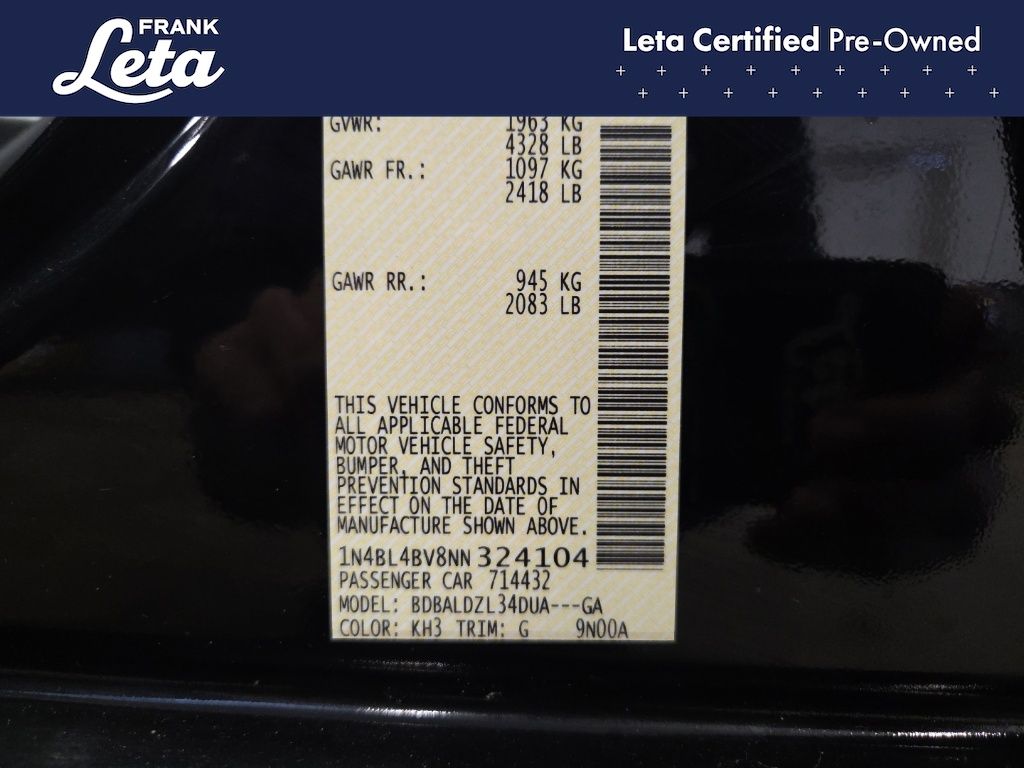 FRANK
Leta
Leta Certified Pre-Owned
GVWR: 1963 KG
4328 LB
GAWR FR.: 1097 KG
2418 LB
GAWR RR.: 945 KG
2083 LB
THIS VEHICLE CONFORMS TO
ALL APPLICABLE FEDERAL
MOTOR VEHICLE SAFETY,
BUMPER, AND THEFT
PREVENTION STANDARDS IN
EFFECT ON THE DATE OF
MANUFACTURE SHOWN ABOVE.
1N4BL4BV8NN 324104
PASSENGER CAR 714432
MODEL: BDBALDZL34DUA---GA
COLOR: KH3 TRIM: G 9N00A